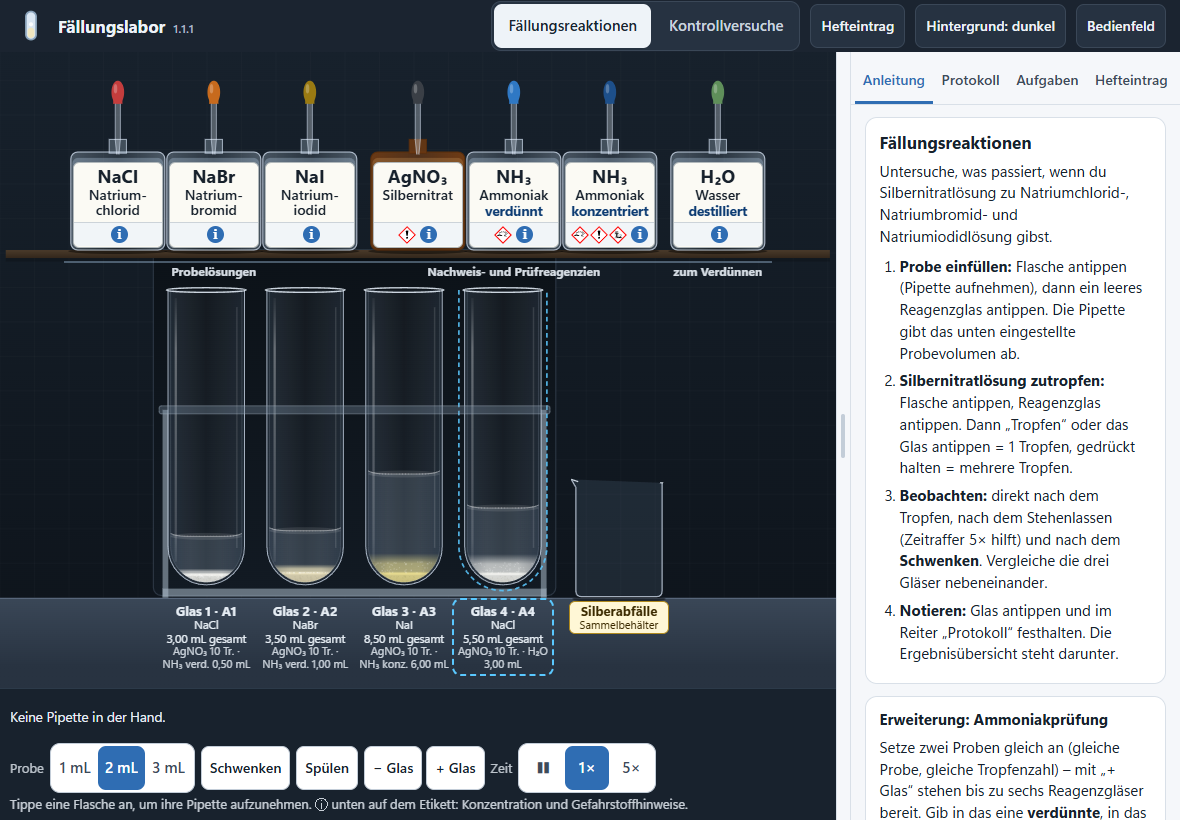 Fällungslabor 1.1.1
Fällungsreaktionen
Kontrollversuche
Hefteintrag
Hintergrund: dunkel
Bedienfeld
NaCl
Natrium-
chlorid
NaBr
Natrium-
bromid
NaI
Natrium-
iodid
AgNO₃
Silbernitrat
NH₃
Ammoniak
verdünnt
NH₃
Ammoniak
konzentriert
H₂O
Wasser
destilliert
Probelösungen
Nachweis- und Prüfreagenzien
zum Verdünnen
Glas 1 · A1
NaCl
3,00 mL gesamt
AgNO₃ 10 Tr. ·
NH₃ verd. 0,50 mL
Glas 2 · A2
NaBr
3,50 mL gesamt
AgNO₃ 10 Tr. ·
NH₃ verd. 1,00 mL
Glas 3 · A3
NaI
8,50 mL gesamt
AgNO₃ 10 Tr. ·
NH₃ konz. 6,00 mL
Glas 4 · A4
NaCl
5,50 mL gesamt
AgNO₃ 10 Tr. · H₂O
3,00 mL
Silberabfälle
Sammelbehälter
Keine Pipette in der Hand.
Probe
1 mL
2 mL
3 mL
Schwenken
Spülen
− Glas
+ Glas
Zeit
1×
5×
Tippe eine Flasche an, um ihre Pipette aufzunehmen. ⓘ unten auf dem Etikett: Konzentration und Gefahrstoffhinweise.
Anleitung
Protokoll
Aufgaben
Hefteintrag
Fällungsreaktionen
Untersuche, was passiert, wenn du
Silbernitratlösung zu Natriumchlorid-,
Natriumbromid- und
Natriumiodidlösung gibst.
1. Probe einfüllen: Flasche antippen
(Pipette aufnehmen), dann ein leeres
Reagenzglas antippen. Die Pipette
gibt das unten eingestellte
Probevolumen ab.
2. Silbernitratlösung zutropfen:
Flasche antippen, Reagenzglas
antippen. Dann „Tropfen“ oder das
Glas antippen = 1 Tropfen, gedrückt
halten = mehrere Tropfen.
3. Beobachten: direkt nach dem
Tropfen, nach dem Stehenlassen
(Zeitraffer 5× hilft) und nach dem
Schwenken. Vergleiche die drei
Gläser nebeneinander.
4. Notieren: Glas antippen und im
Reiter „Protokoll“ festhalten. Die
Ergebnisübersicht steht darunter.
Erweiterung: Ammoniakprüfung
Setze zwei Proben gleich an (gleiche
Probe, gleiche Tropfenzahl) – mit „+
Glas“ stehen bis zu sechs Reagenzgläser
bereit. Gib in das eine verdünnte, in das